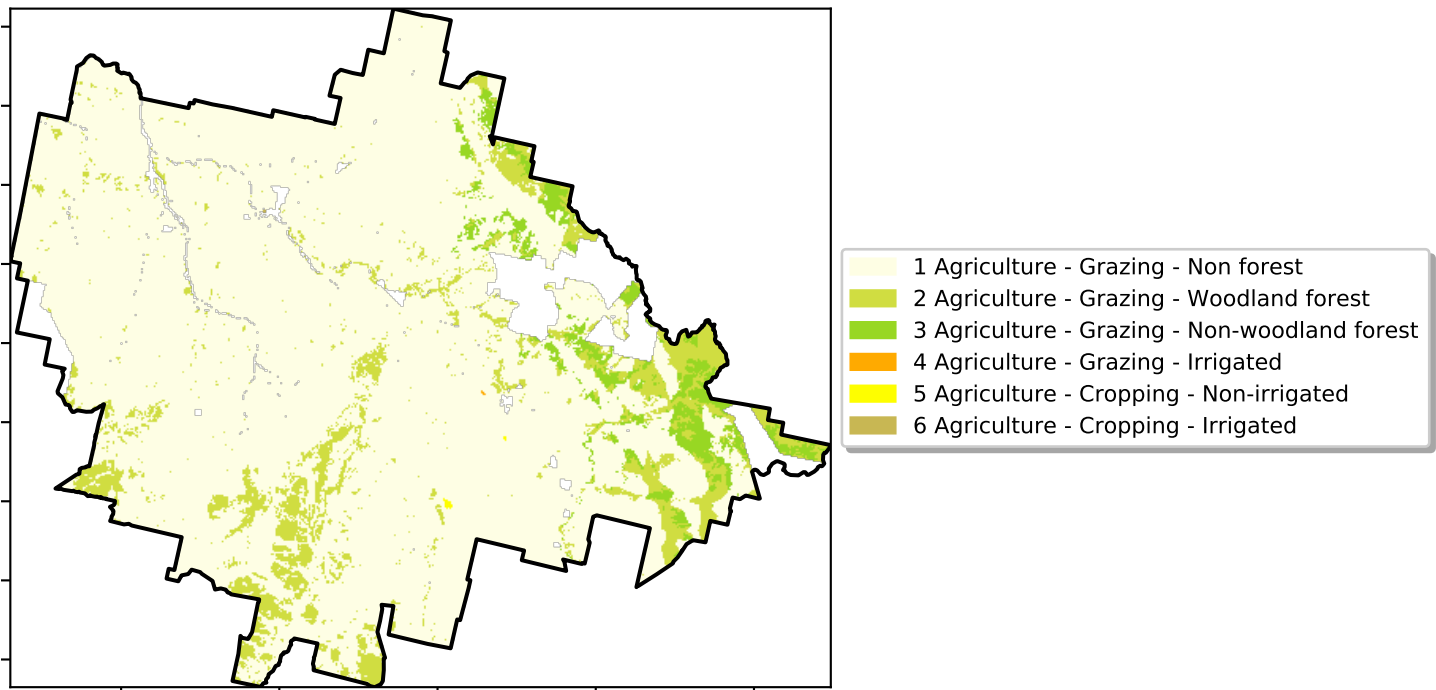 1 Agriculture - Grazing - Non forest
2 Agriculture - Grazing - Woodland forest
3 Agriculture - Grazing - Non-woodland forest
4 Agriculture - Grazing - Irrigated
5 Agriculture - Cropping - Non-irrigated
6 Agriculture - Cropping - Irrigated